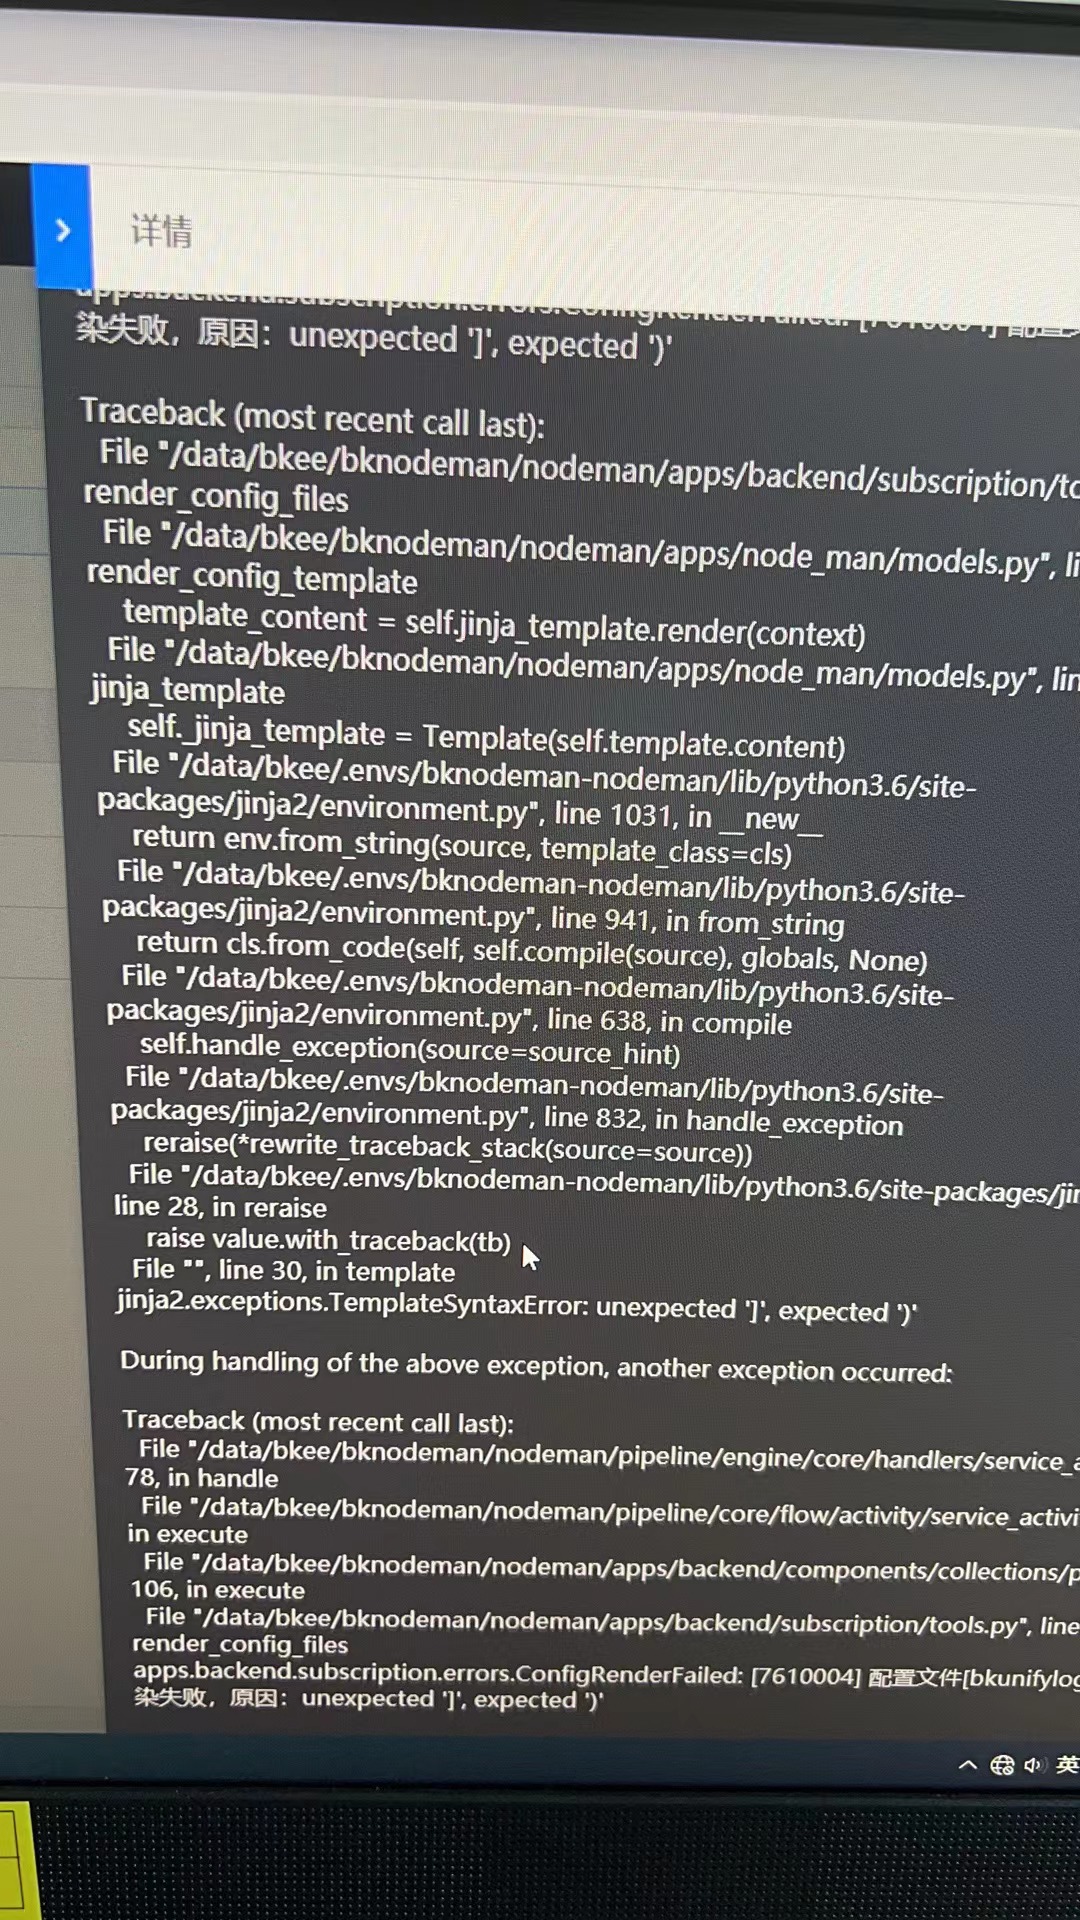 详情
apps.backend.subscription.errors.ConfigRenderFailed: [7610004] 配置文
染失败，原因：unexpected ']', expected ')'
Traceback (most recent call last):
File "/data/bkee/bknodeman/nodeman/apps/backend/subscription/to
render_config_files
File "/data/bkee/bknodeman/nodeman/apps/node_man/models.py", li
render_config_template
template_content = self.jinja_template.render(context)
File "/data/bkee/bknodeman/nodeman/apps/node_man/models.py", lin
jinja_template
self._jinja_template = Template(self.template.content)
File "/data/bkee/.envs/bknodeman-nodeman/lib/python3.6/site-
packages/jinja2/environment.py", line 1031, in __new__
return env.from_string(source, template_class=cls)
File "/data/bkee/.envs/bknodeman-nodeman/lib/python3.6/site-
packages/jinja2/environment.py", line 941, in from_string
return cls.from_code(self, self.compile(source), globals, None)
File "/data/bkee/.envs/bknodeman-nodeman/lib/python3.6/site-
packages/jinja2/environment.py", line 638, in compile
self.handle_exception(source=source_hint)
File "/data/bkee/.envs/bknodeman-nodeman/lib/python3.6/site-
packages/jinja2/environment.py", line 832, in handle_exception
reraise(*rewrite_traceback_stack(source=source))
File "/data/bkee/.envs/bknodeman-nodeman/lib/python3.6/site-packages/jin
line 28, in reraise
raise value.with_traceback(tb)
File "", line 30, in template
jinja2.exceptions.TemplateSyntaxError: unexpected ']', expected ')'
During handling of the above exception, another exception occurred:
Traceback (most recent call last):
File "/data/bkee/bknodeman/nodeman/pipeline/engine/core/handlers/service_a
78, in handle
File "/data/bkee/bknodeman/nodeman/pipeline/core/flow/activity/service_activi
in execute
File "/data/bkee/bknodeman/nodeman/apps/backend/components/collections/p
106, in execute
File "/data/bkee/bknodeman/nodeman/apps/backend/subscription/tools.py", line
render_config_files
apps.backend.subscription.errors.ConfigRenderFailed: [7610004] 配置文件[bkunifylog
染失败，原因：unexpected ']', expected ')'
英